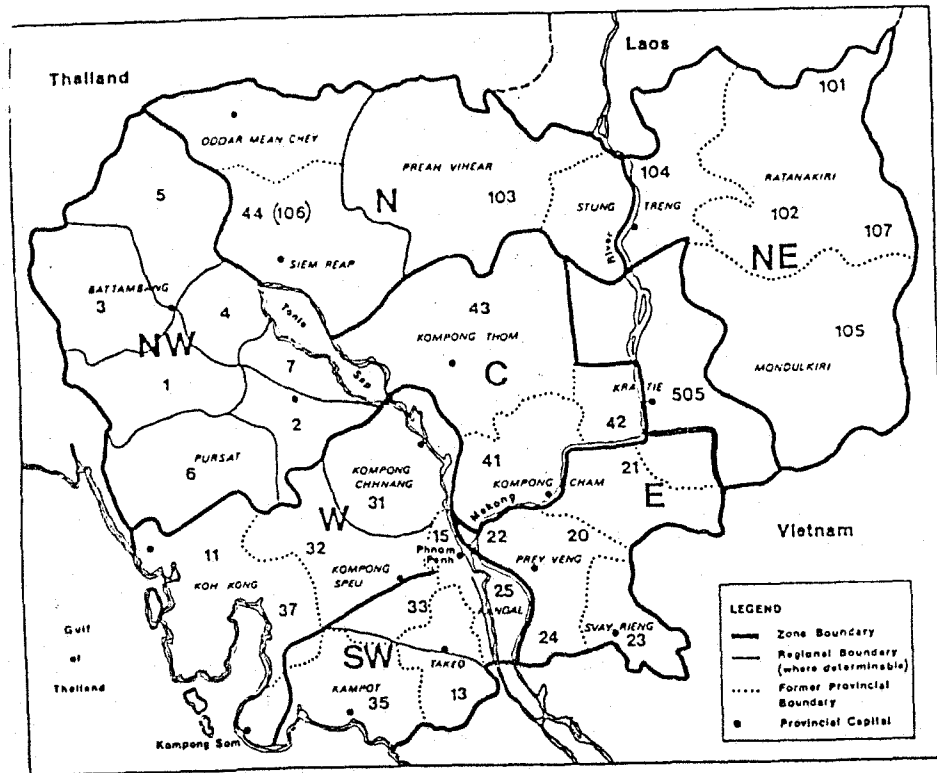 Thailand
Laos
101
ODDAR MEAN CHEY
PREAH VIHEAR
104
RATANAKIRI
5
N
103
STUNG TRENG
44 (106)
102
107
River
NE
SIEM REAP
BATTAMBANG
3
4
Tonle
43
105
NW
KOMPONG THOM
MONDULKIRI
7
Sap
C
1
KRATIE
505
2
42
PURSAT
6
KOMPONG
CHHNANG
31
41
21
KOMPONG CHAM
E
Mekong
W
Vietnam
11
32
15
22
20
Phnom
Penh
PREY VENG
KOH KONG
KOMPONG
SPEU
25
37
33
KANDAL
SVAY RIENG
24
23
SW
TAKEO
KAMPOT
35
13
Gulf
of
Thailand
Kompong Som
LEGEND
Zone Boundary
Regional Boundary
(where determinable)
Former Provincial
Boundary
Provincial Capital